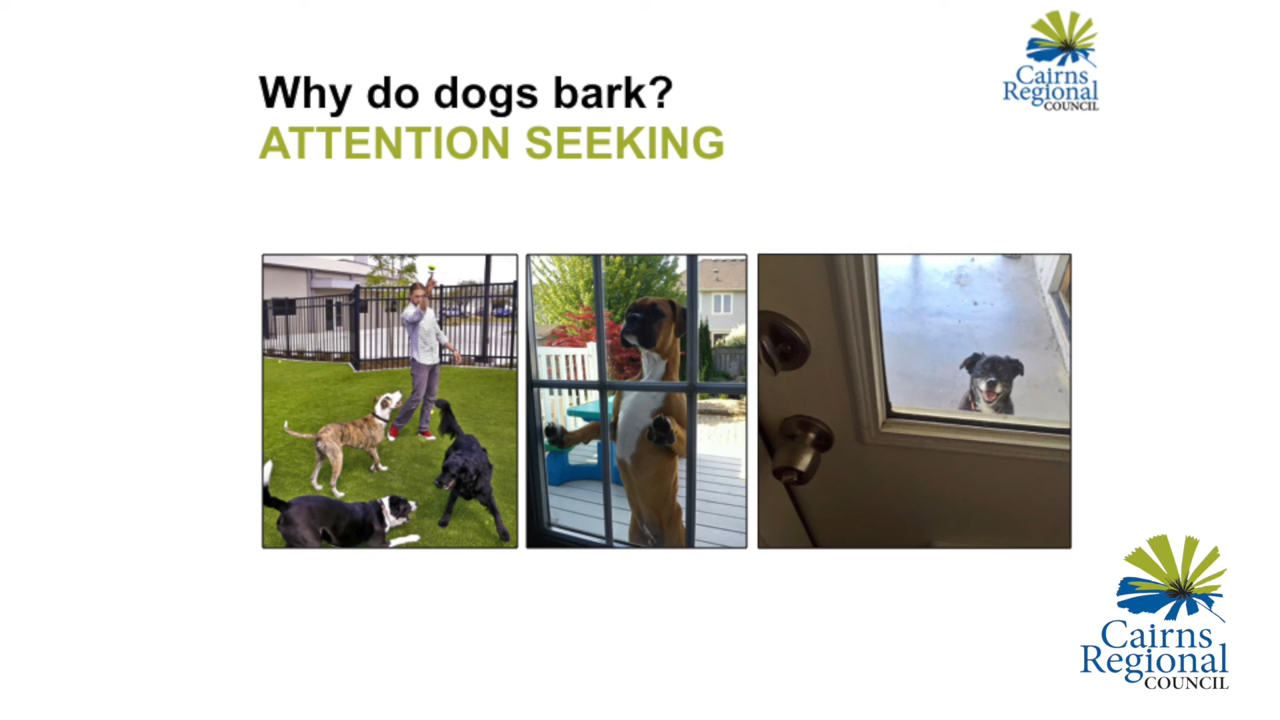 Why do dogs bark?
ATTENTION SEEKING
Cairns
Regional
COUNCIL
Cairns
Regional
COUNCIL